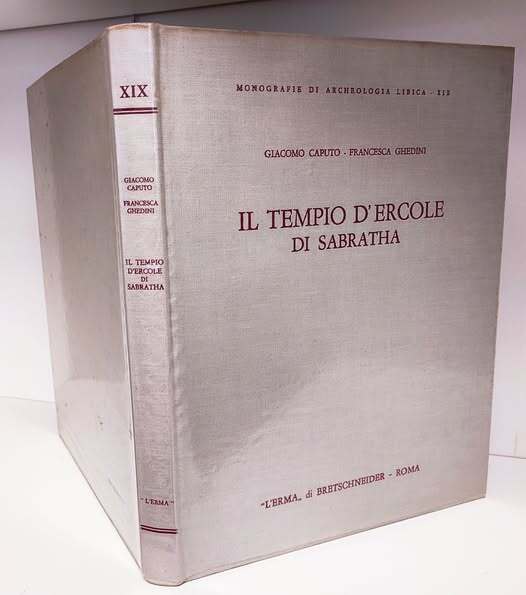 XIX
GIACOMO
CAPUTO
FRANCESCA
GHEDINI
IL TEMPIO
D'ERCOLE
DI
SABRATHA
"L'ERMA"
MONOGRAFIE DI ARCHEOLOGIA LIBICA - XIX
GIACOMO CAPUTO - FRANCESCA GHEDINI
IL TEMPIO D'ERCOLE
DI SABRATHA
"L'ERMA„ di BRETSCHNEIDER - ROMA